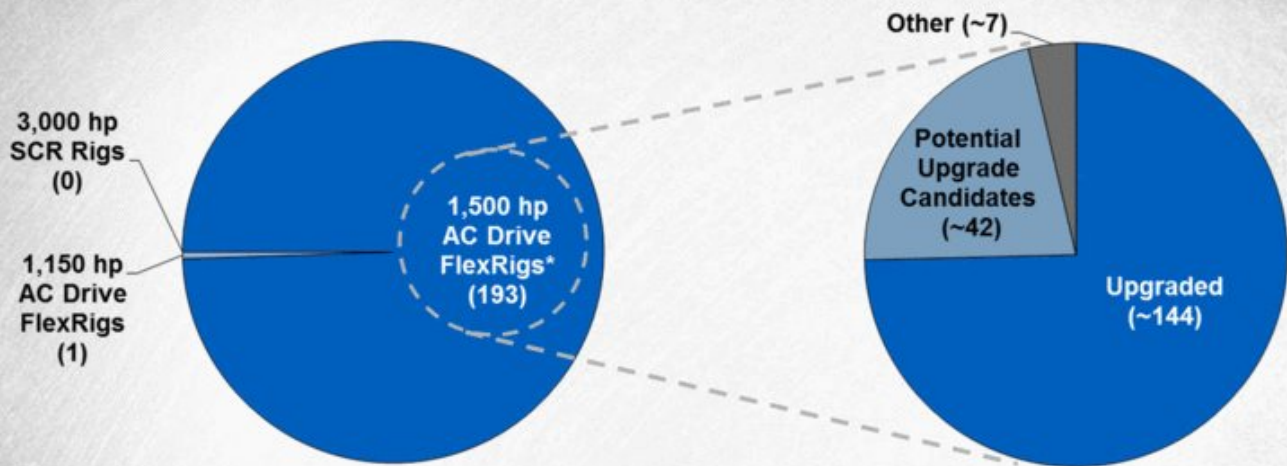 3,000 hp
SCR Rigs
(0)
1,150 hp
AC Drive
FlexRigs
(1)
1,500 hp
AC Drive
FlexRigs*
(193)
Other (~7)
Potential
Upgrade
Candidates
(~42)
Upgraded
(~144)